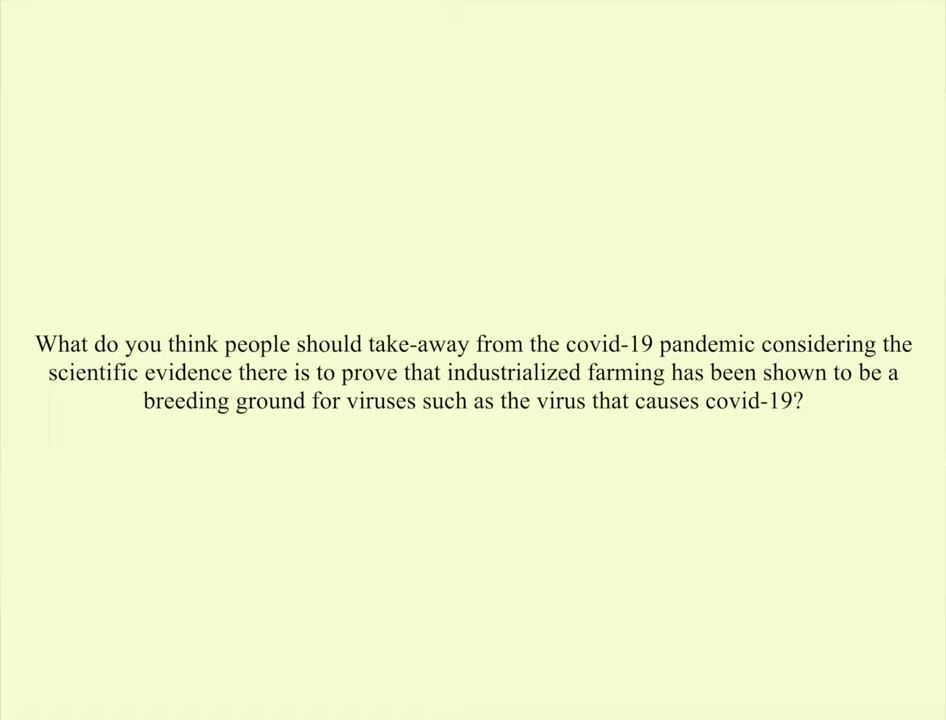 What do you think people should take-away from the covid-19 pandemic considering the
scientific evidence there is to prove that industrialized farming has been shown to be a
breeding ground for viruses such as the virus that causes covid-19?